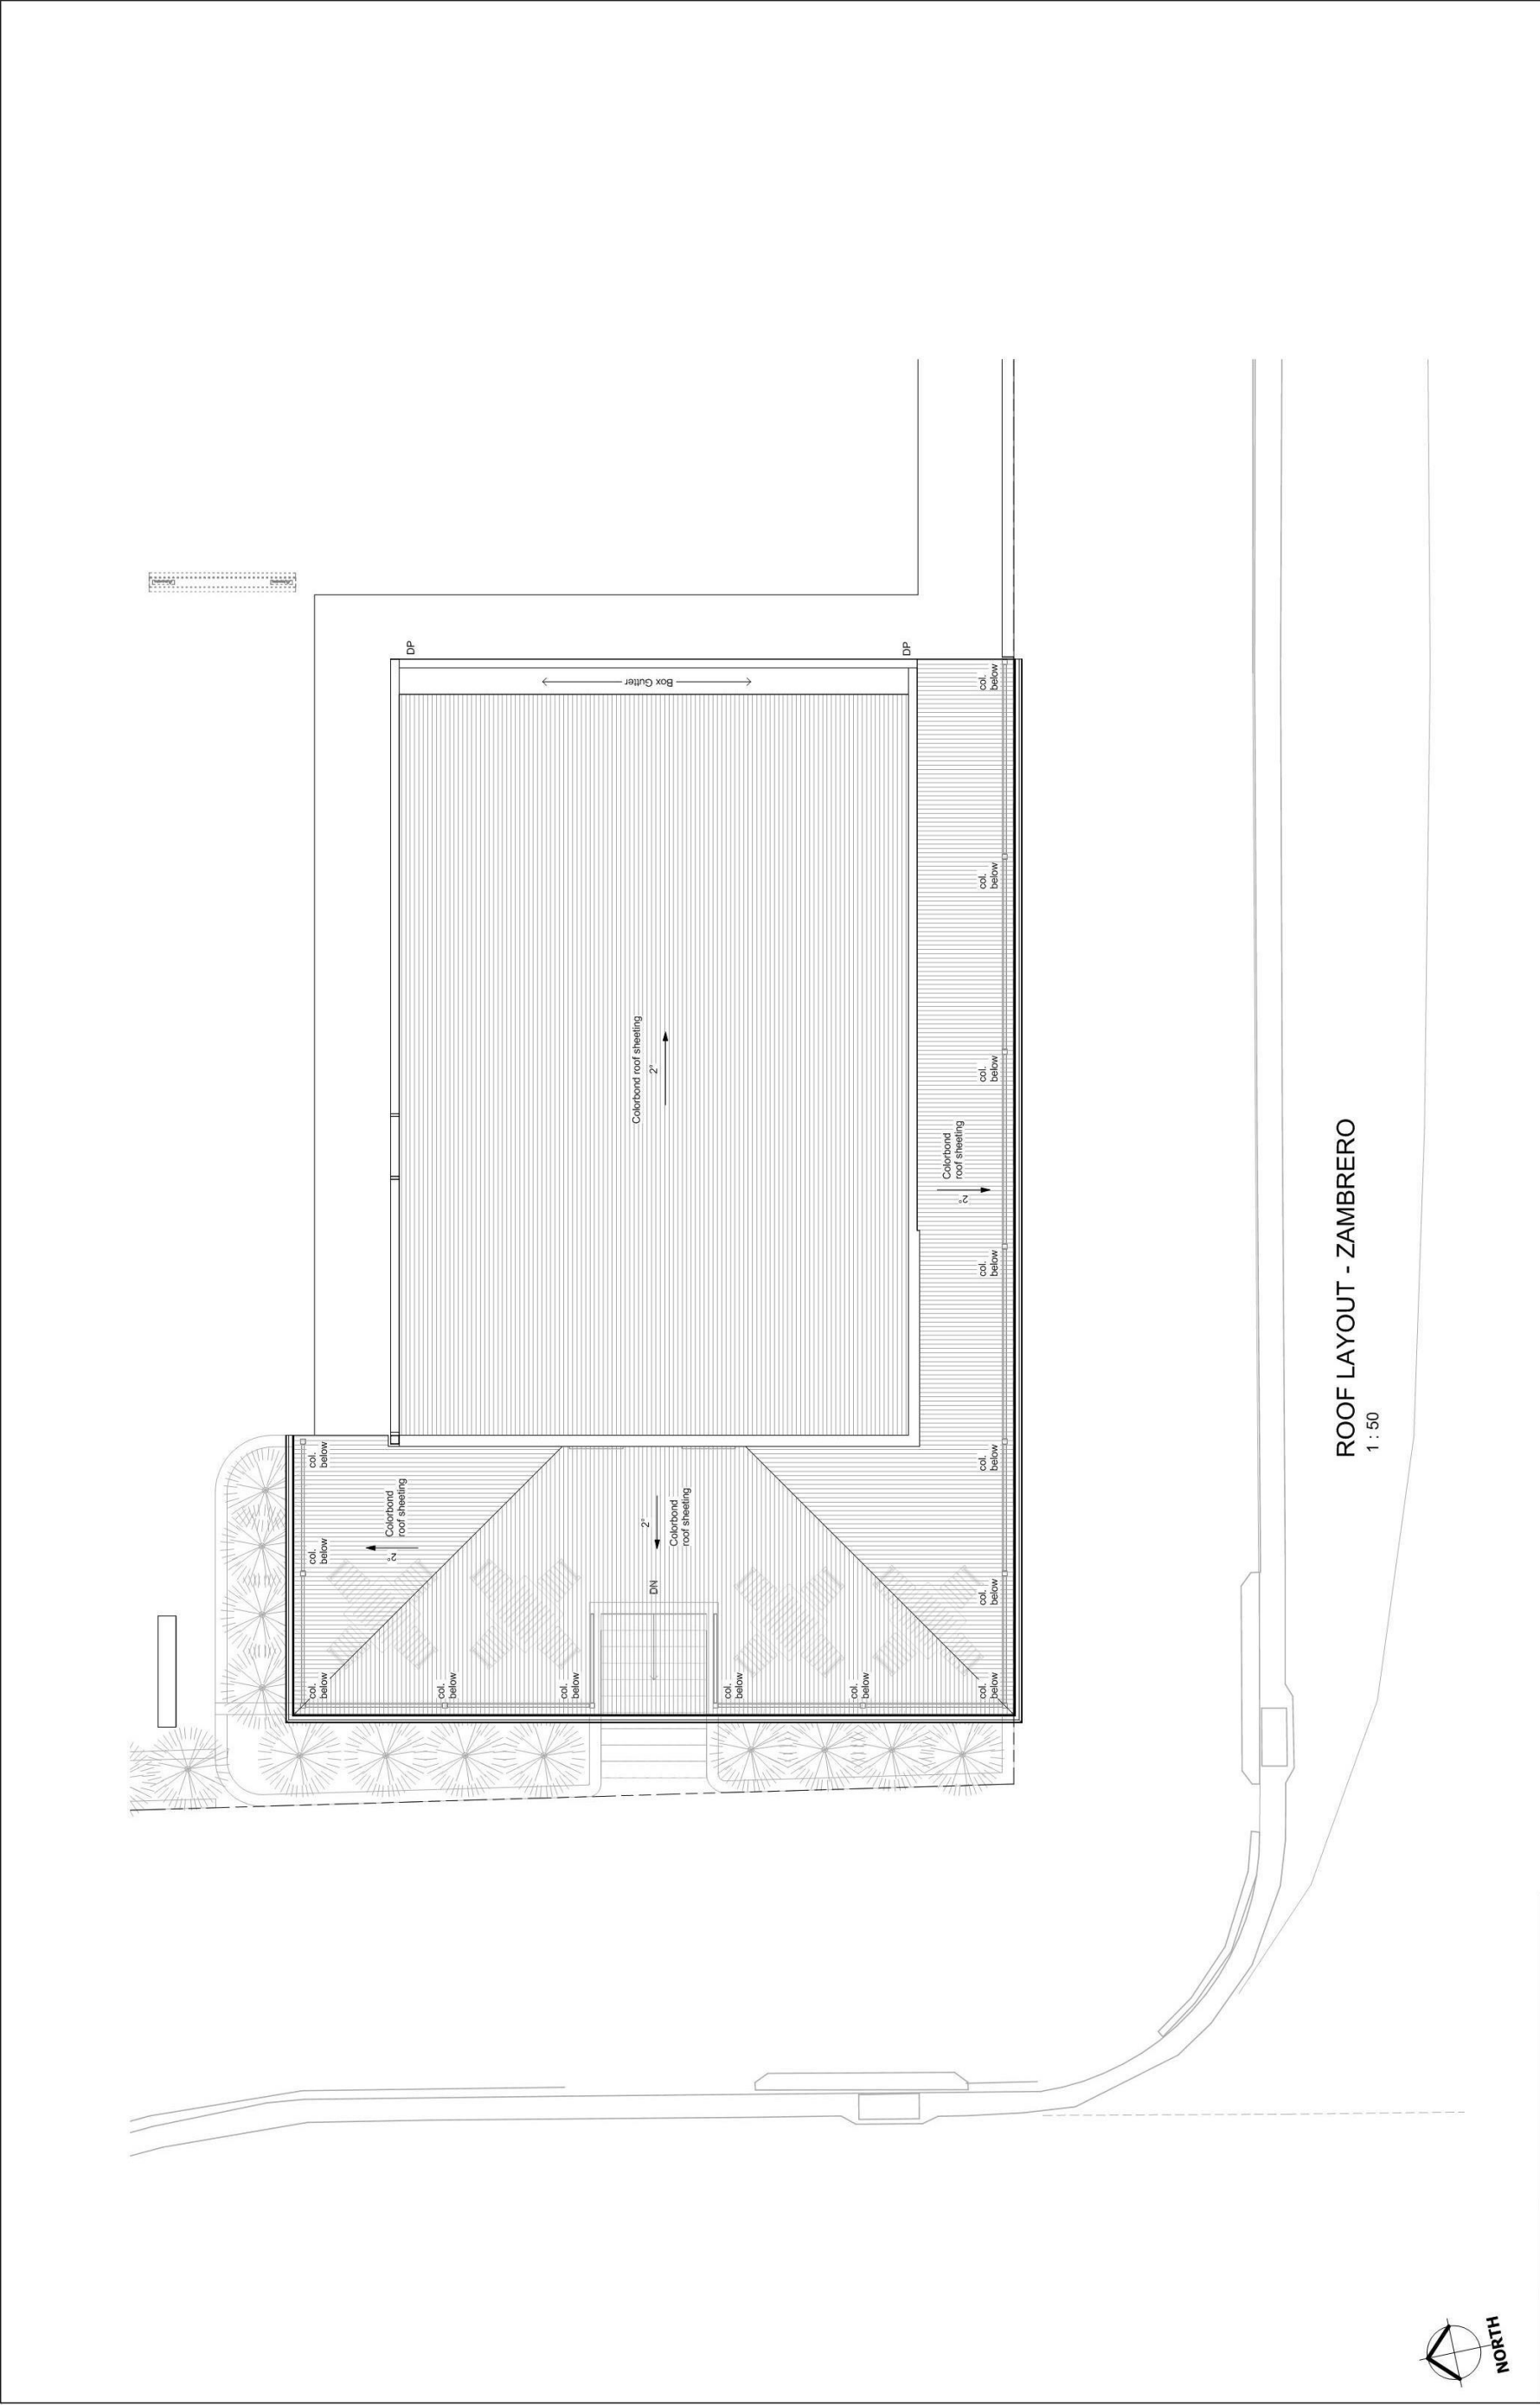 DP
DP
Box Gutter
col.
below
col.
below
Colorbond roof sheeting
2°
col.
below
Colorbond
roof sheeting
2°
col.
below
col.
below
col.
below
Colorbond
roof sheeting
2°
2°
Colorbond
roof sheeting
col.
below
DN
col.
below
col.
below
col.
below
col.
below
col.
below
col.
below
col.
below
ROOF LAYOUT - ZAMBRERO
1 : 50
NORTH